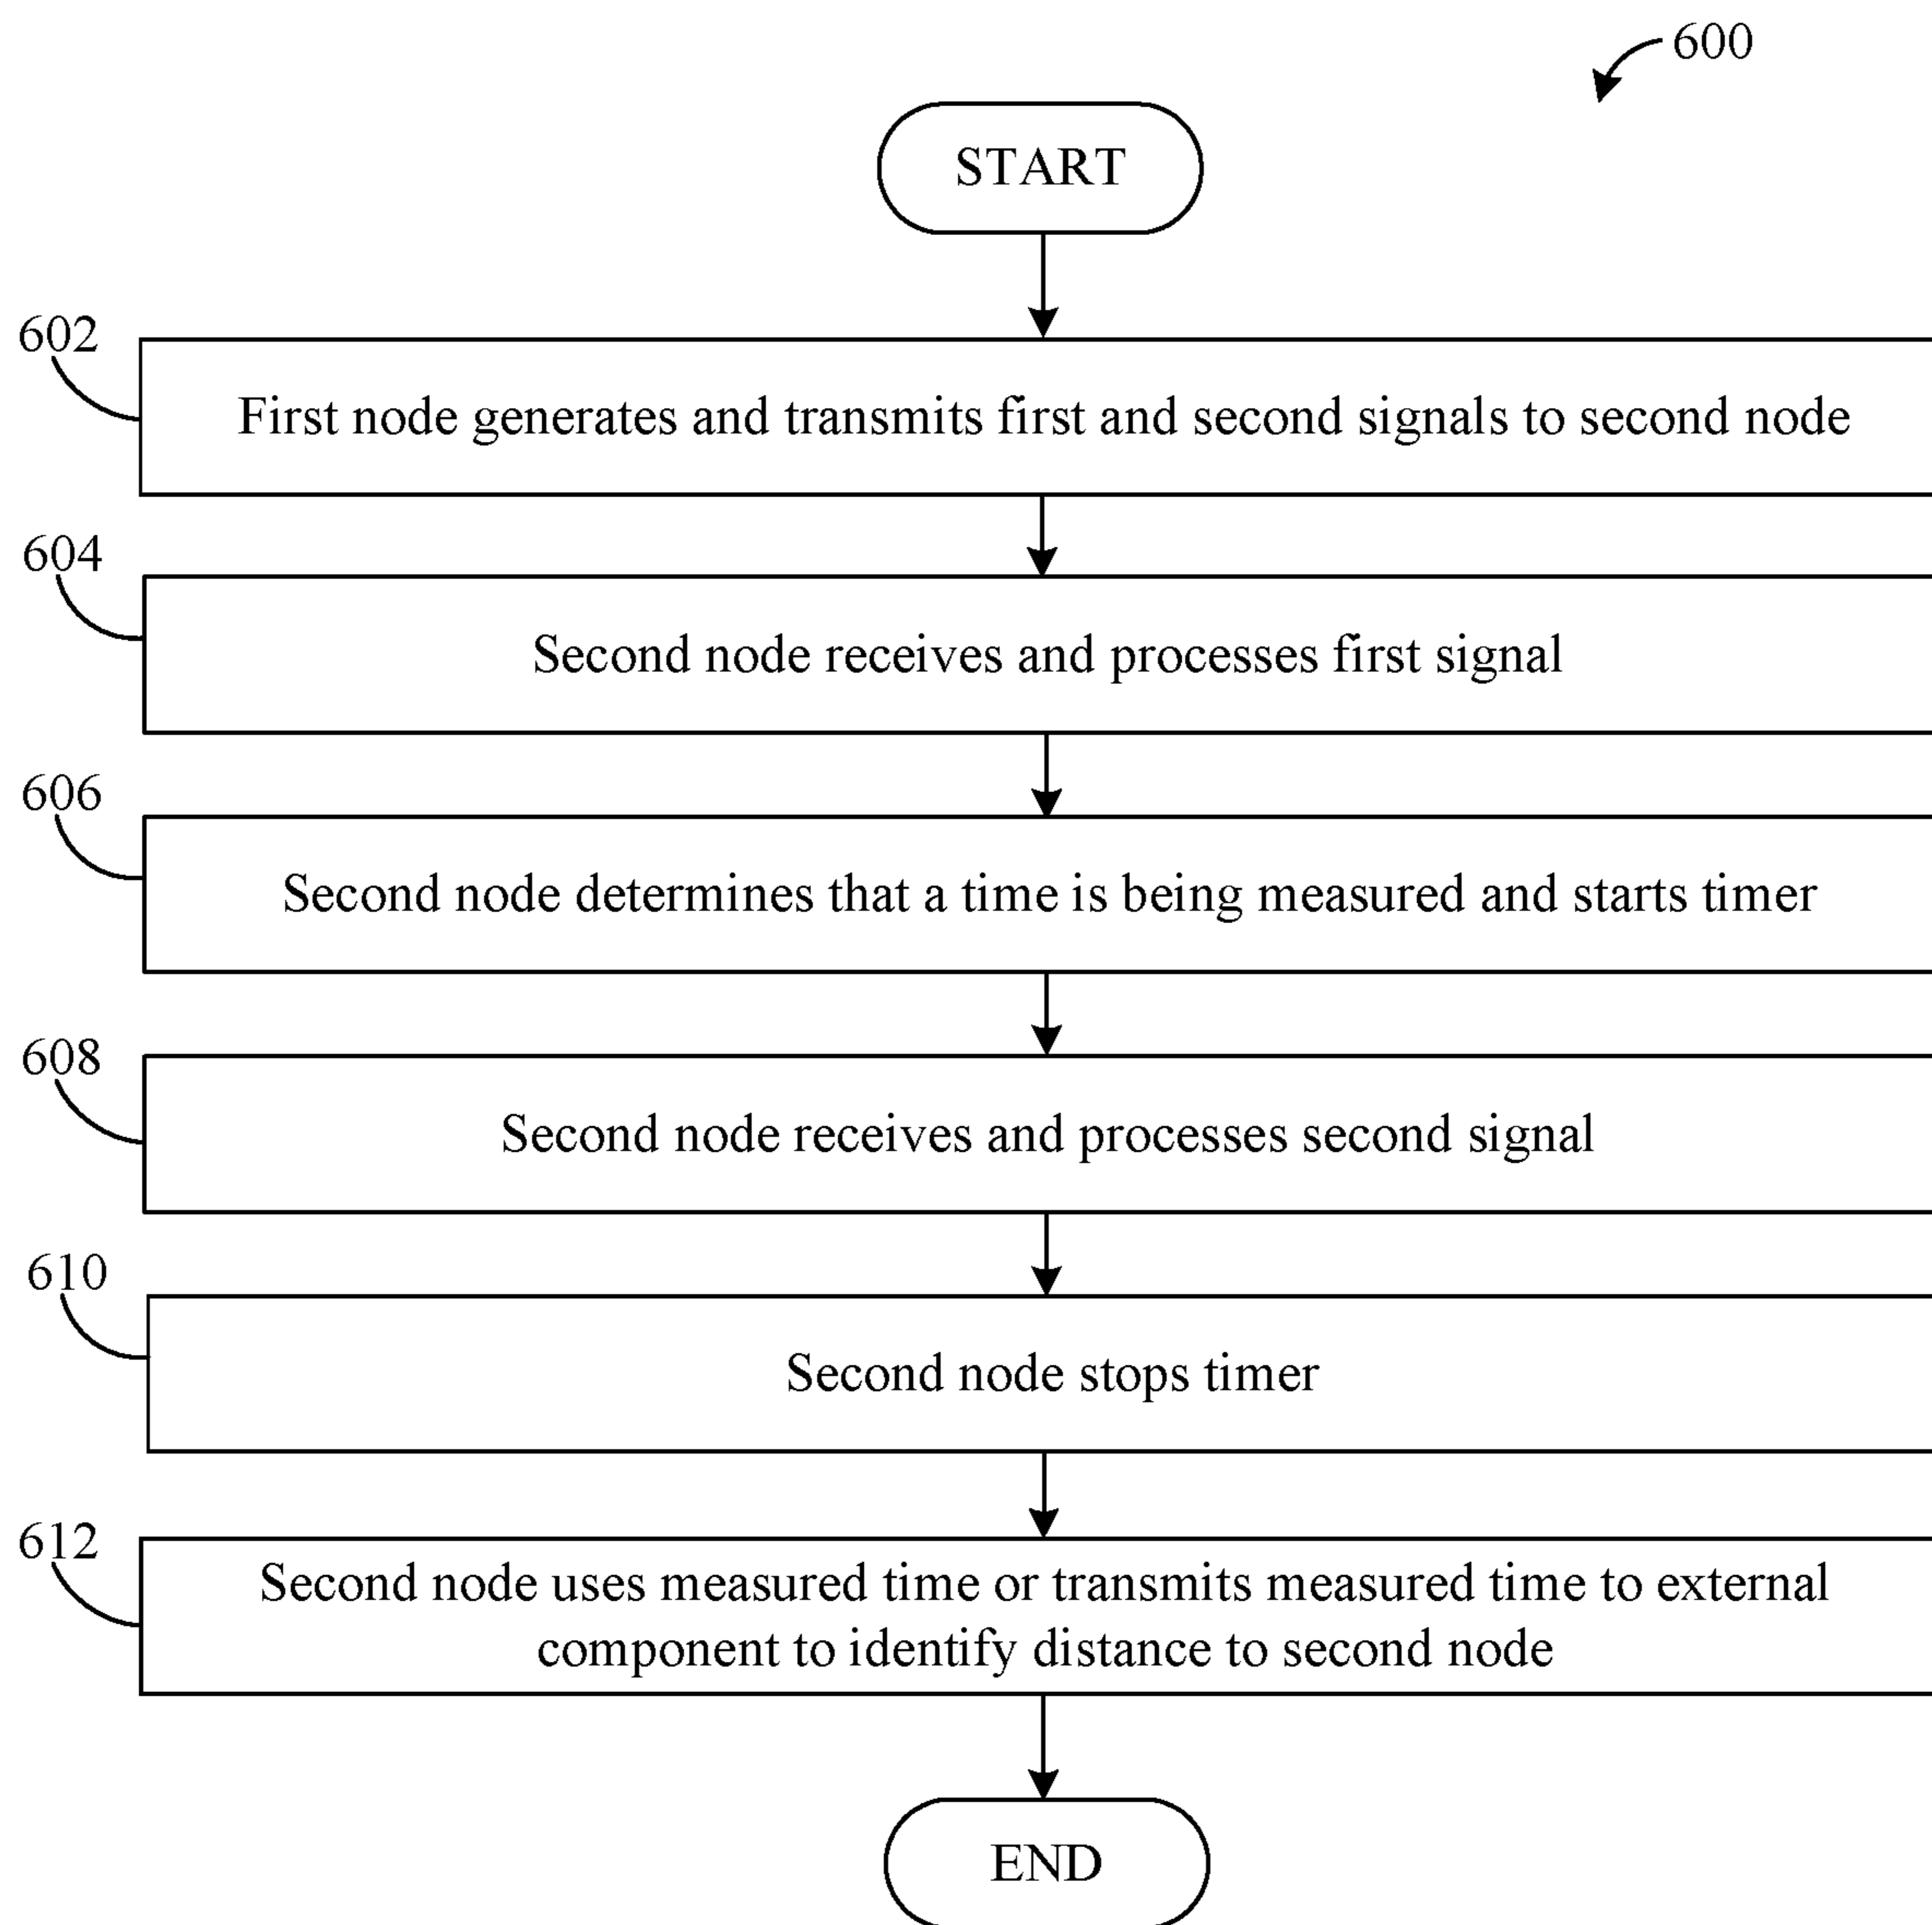 600
START
602
First node generates and transmits first and second signals to second node
604
Second node receives and processes first signal
606
Second node determines that a time is being measured and starts timer
608
Second node receives and processes second signal
610
Second node stops timer
612
Second node uses measured time or transmits measured time to external
component to identify distance to second node
END